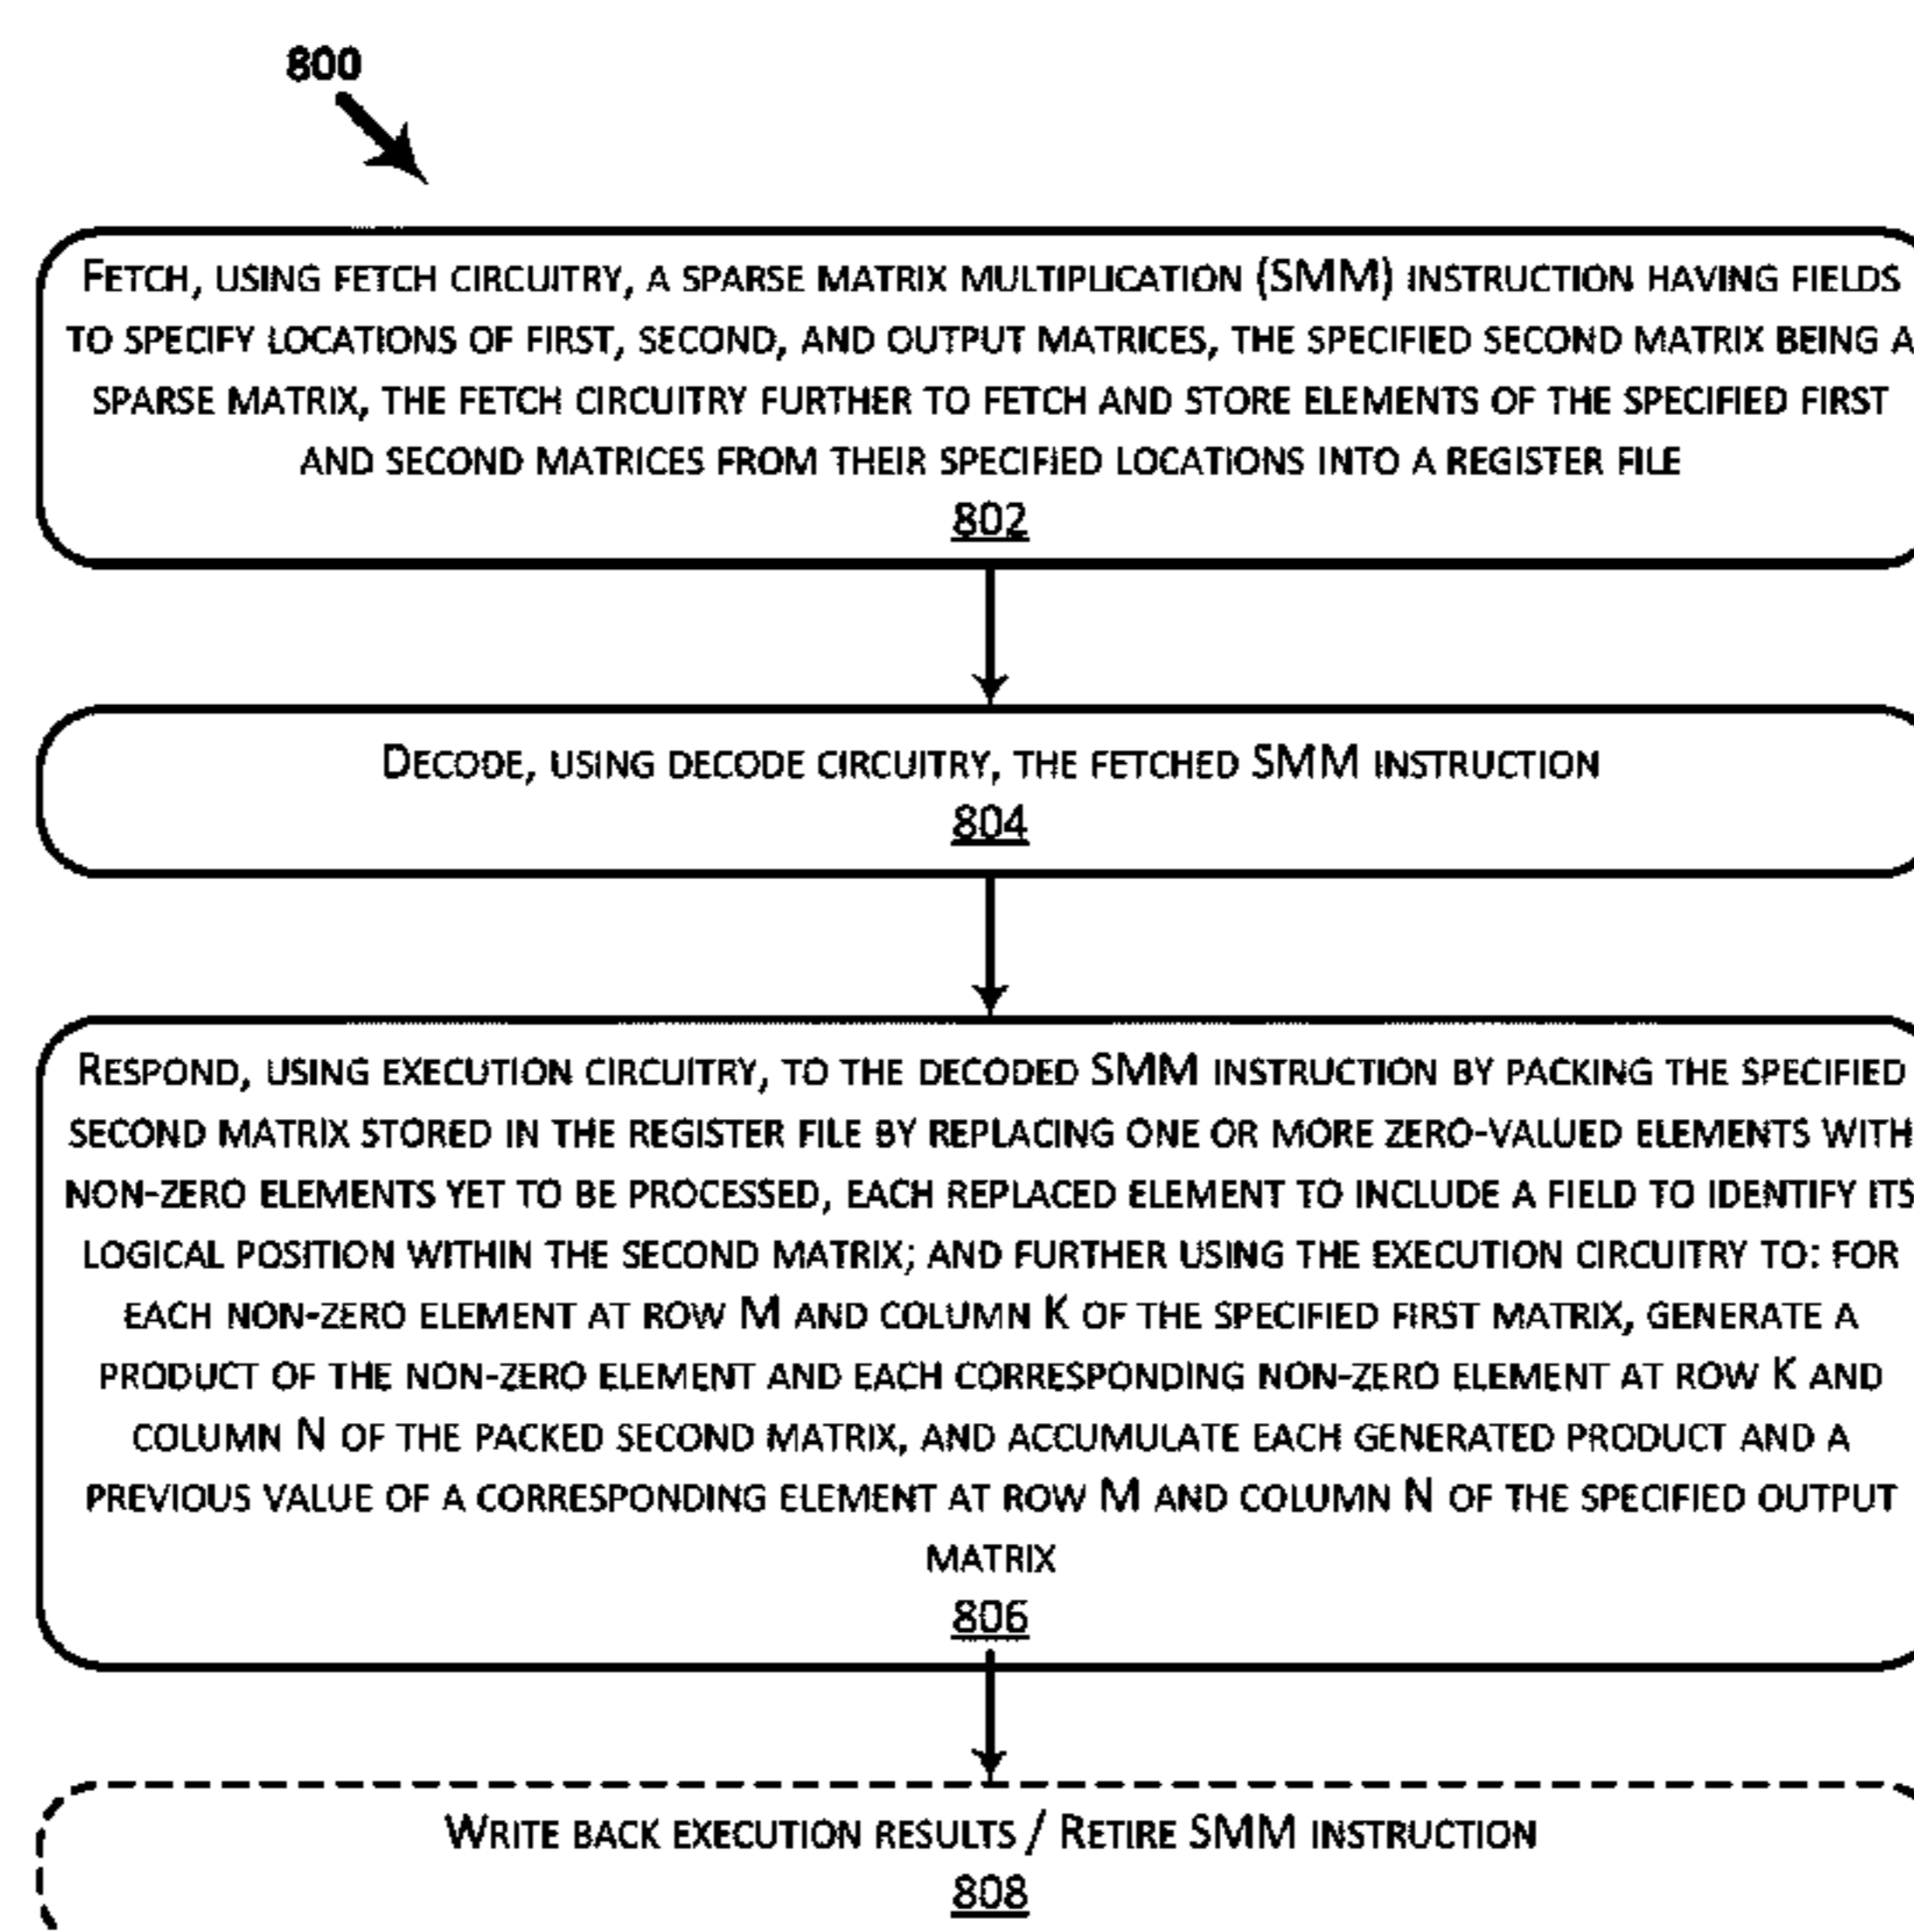 800
FETCH, USING FETCH CIRCUITRY, A SPARSE MATRIX MULTIPLICATION (SMM) INSTRUCTION HAVING FIELDS
TO SPECIFY LOCATIONS OF FIRST, SECOND, AND OUTPUT MATRICES, THE SPECIFIED SECOND MATRIX BEING A
SPARSE MATRIX, THE FETCH CIRCUITRY FURTHER TO FETCH AND STORE ELEMENTS OF THE SPECIFIED FIRST
AND SECOND MATRICES FROM THEIR SPECIFIED LOCATIONS INTO A REGISTER FILE
802
DECODE, USING DECODE CIRCUITRY, THE FETCHED SMM INSTRUCTION
804
RESPOND, USING EXECUTION CIRCUITRY, TO THE DECODED SMM INSTRUCTION BY PACKING THE SPECIFIED
SECOND MATRIX STORED IN THE REGISTER FILE BY REPLACING ONE OR MORE ZERO-VALUED ELEMENTS WITH
NON-ZERO ELEMENTS YET TO BE PROCESSED, EACH REPLACED ELEMENT TO INCLUDE A FIELD TO IDENTIFY ITS
LOGICAL POSITION WITHIN THE SECOND MATRIX; AND FURTHER USING THE EXECUTION CIRCUITRY TO: FOR
EACH NON-ZERO ELEMENT AT ROW M AND COLUMN K OF THE SPECIFIED FIRST MATRIX, GENERATE A
PRODUCT OF THE NON-ZERO ELEMENT AND EACH CORRESPONDING NON-ZERO ELEMENT AT ROW K AND
COLUMN N OF THE PACKED SECOND MATRIX, AND ACCUMULATE EACH GENERATED PRODUCT AND A
PREVIOUS VALUE OF A CORRESPONDING ELEMENT AT ROW M AND COLUMN N OF THE SPECIFIED OUTPUT
MATRIX
806
WRITE BACK EXECUTION RESULTS / RETIRE SMM INSTRUCTION
808